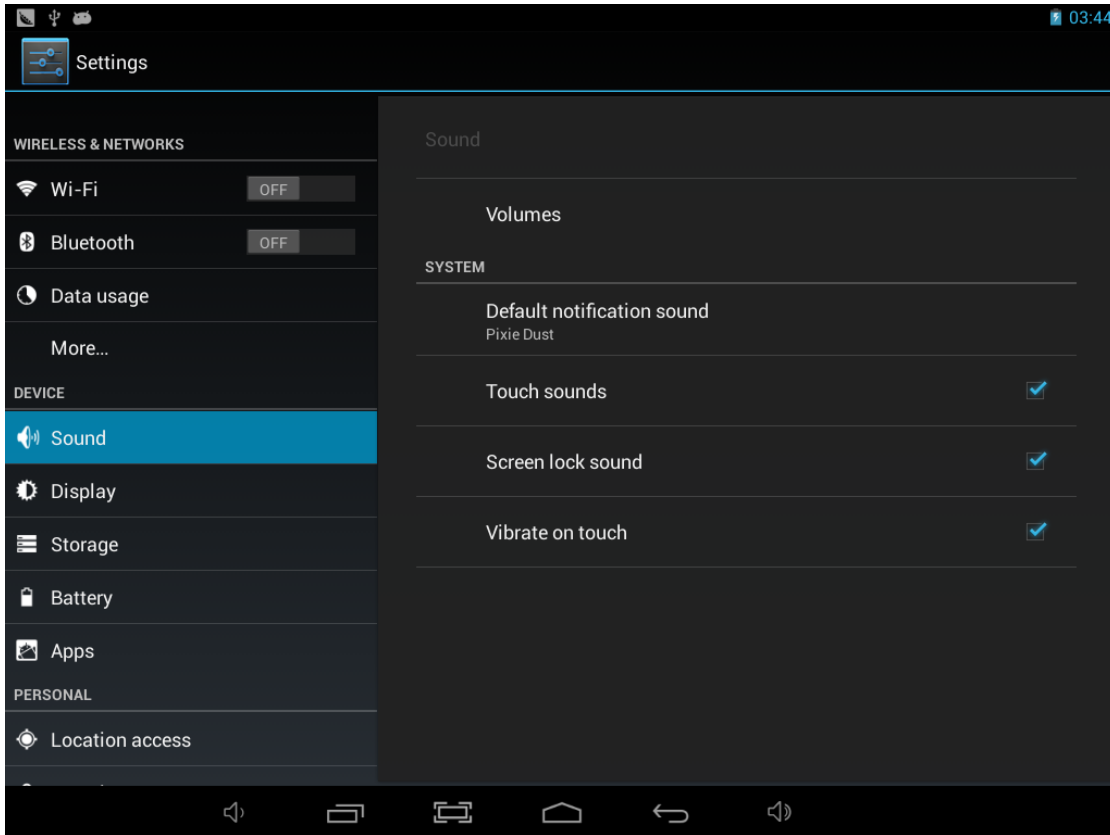 03:44
Settings
WIRELESS & NETWORKS
Wi-Fi OFF
Bluetooth OFF
Data usage
More...
DEVICE
Sound
Display
Storage
Battery
Apps
PERSONAL
Location access
Sound
Volumes
SYSTEM
Default notification sound
Pixie Dust
Touch sounds
Screen lock sound
Vibrate on touch